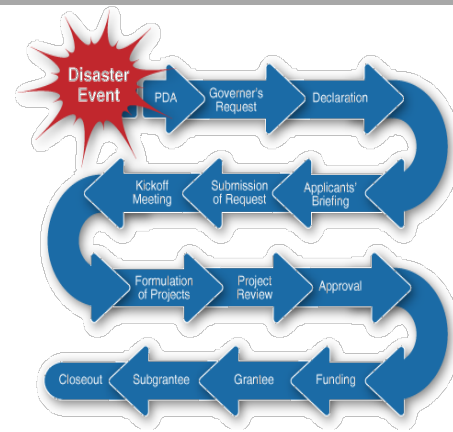 Disaster
Event
PDA
Governer's
Request
Declaration
Applicants'
Briefing
Submission
of Request
Kickoff
Meeting
Formulation
of Projects
Project
Review
Approval
Funding
Grantee
Subgrantee
Closeout